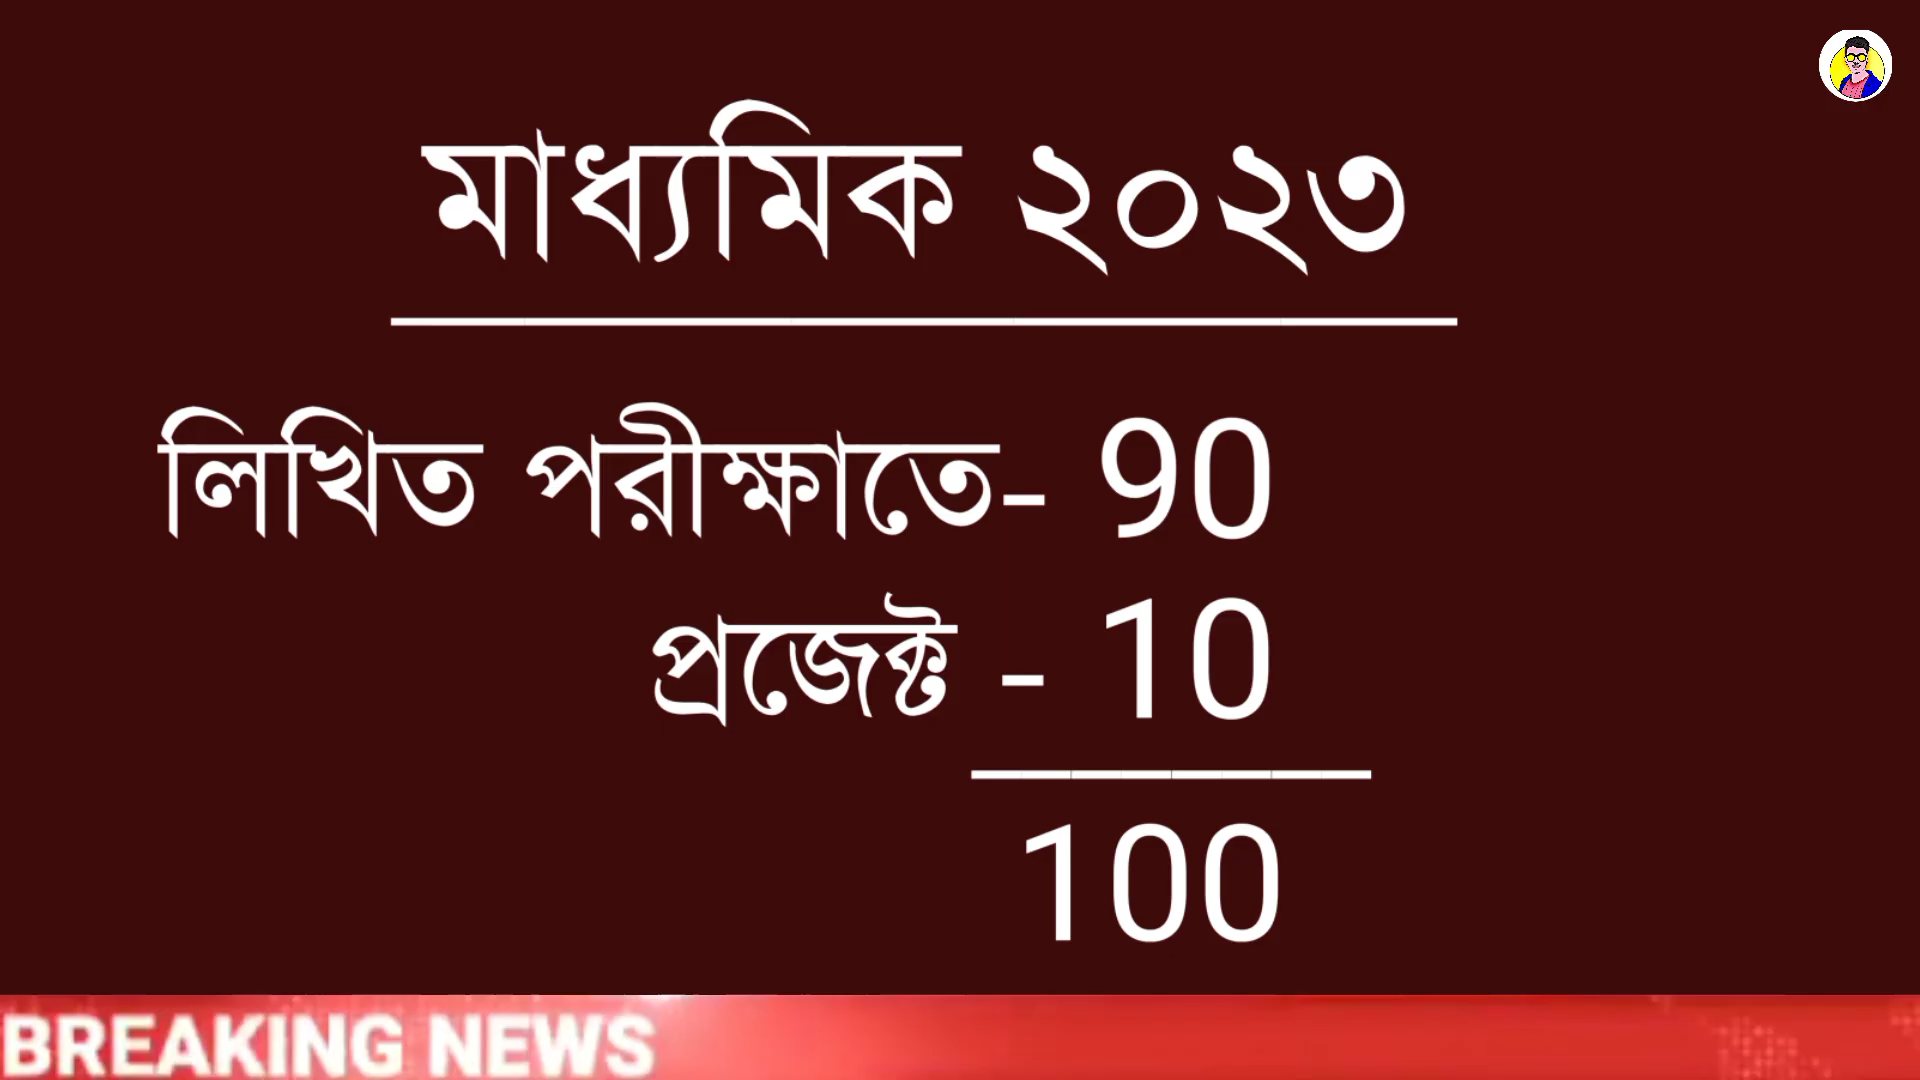 মাধ্যমিক ২০২৩
লিখিত পরীক্ষাতে- 90
প্রজেক্ট - 10
100
BREAKING NEWS